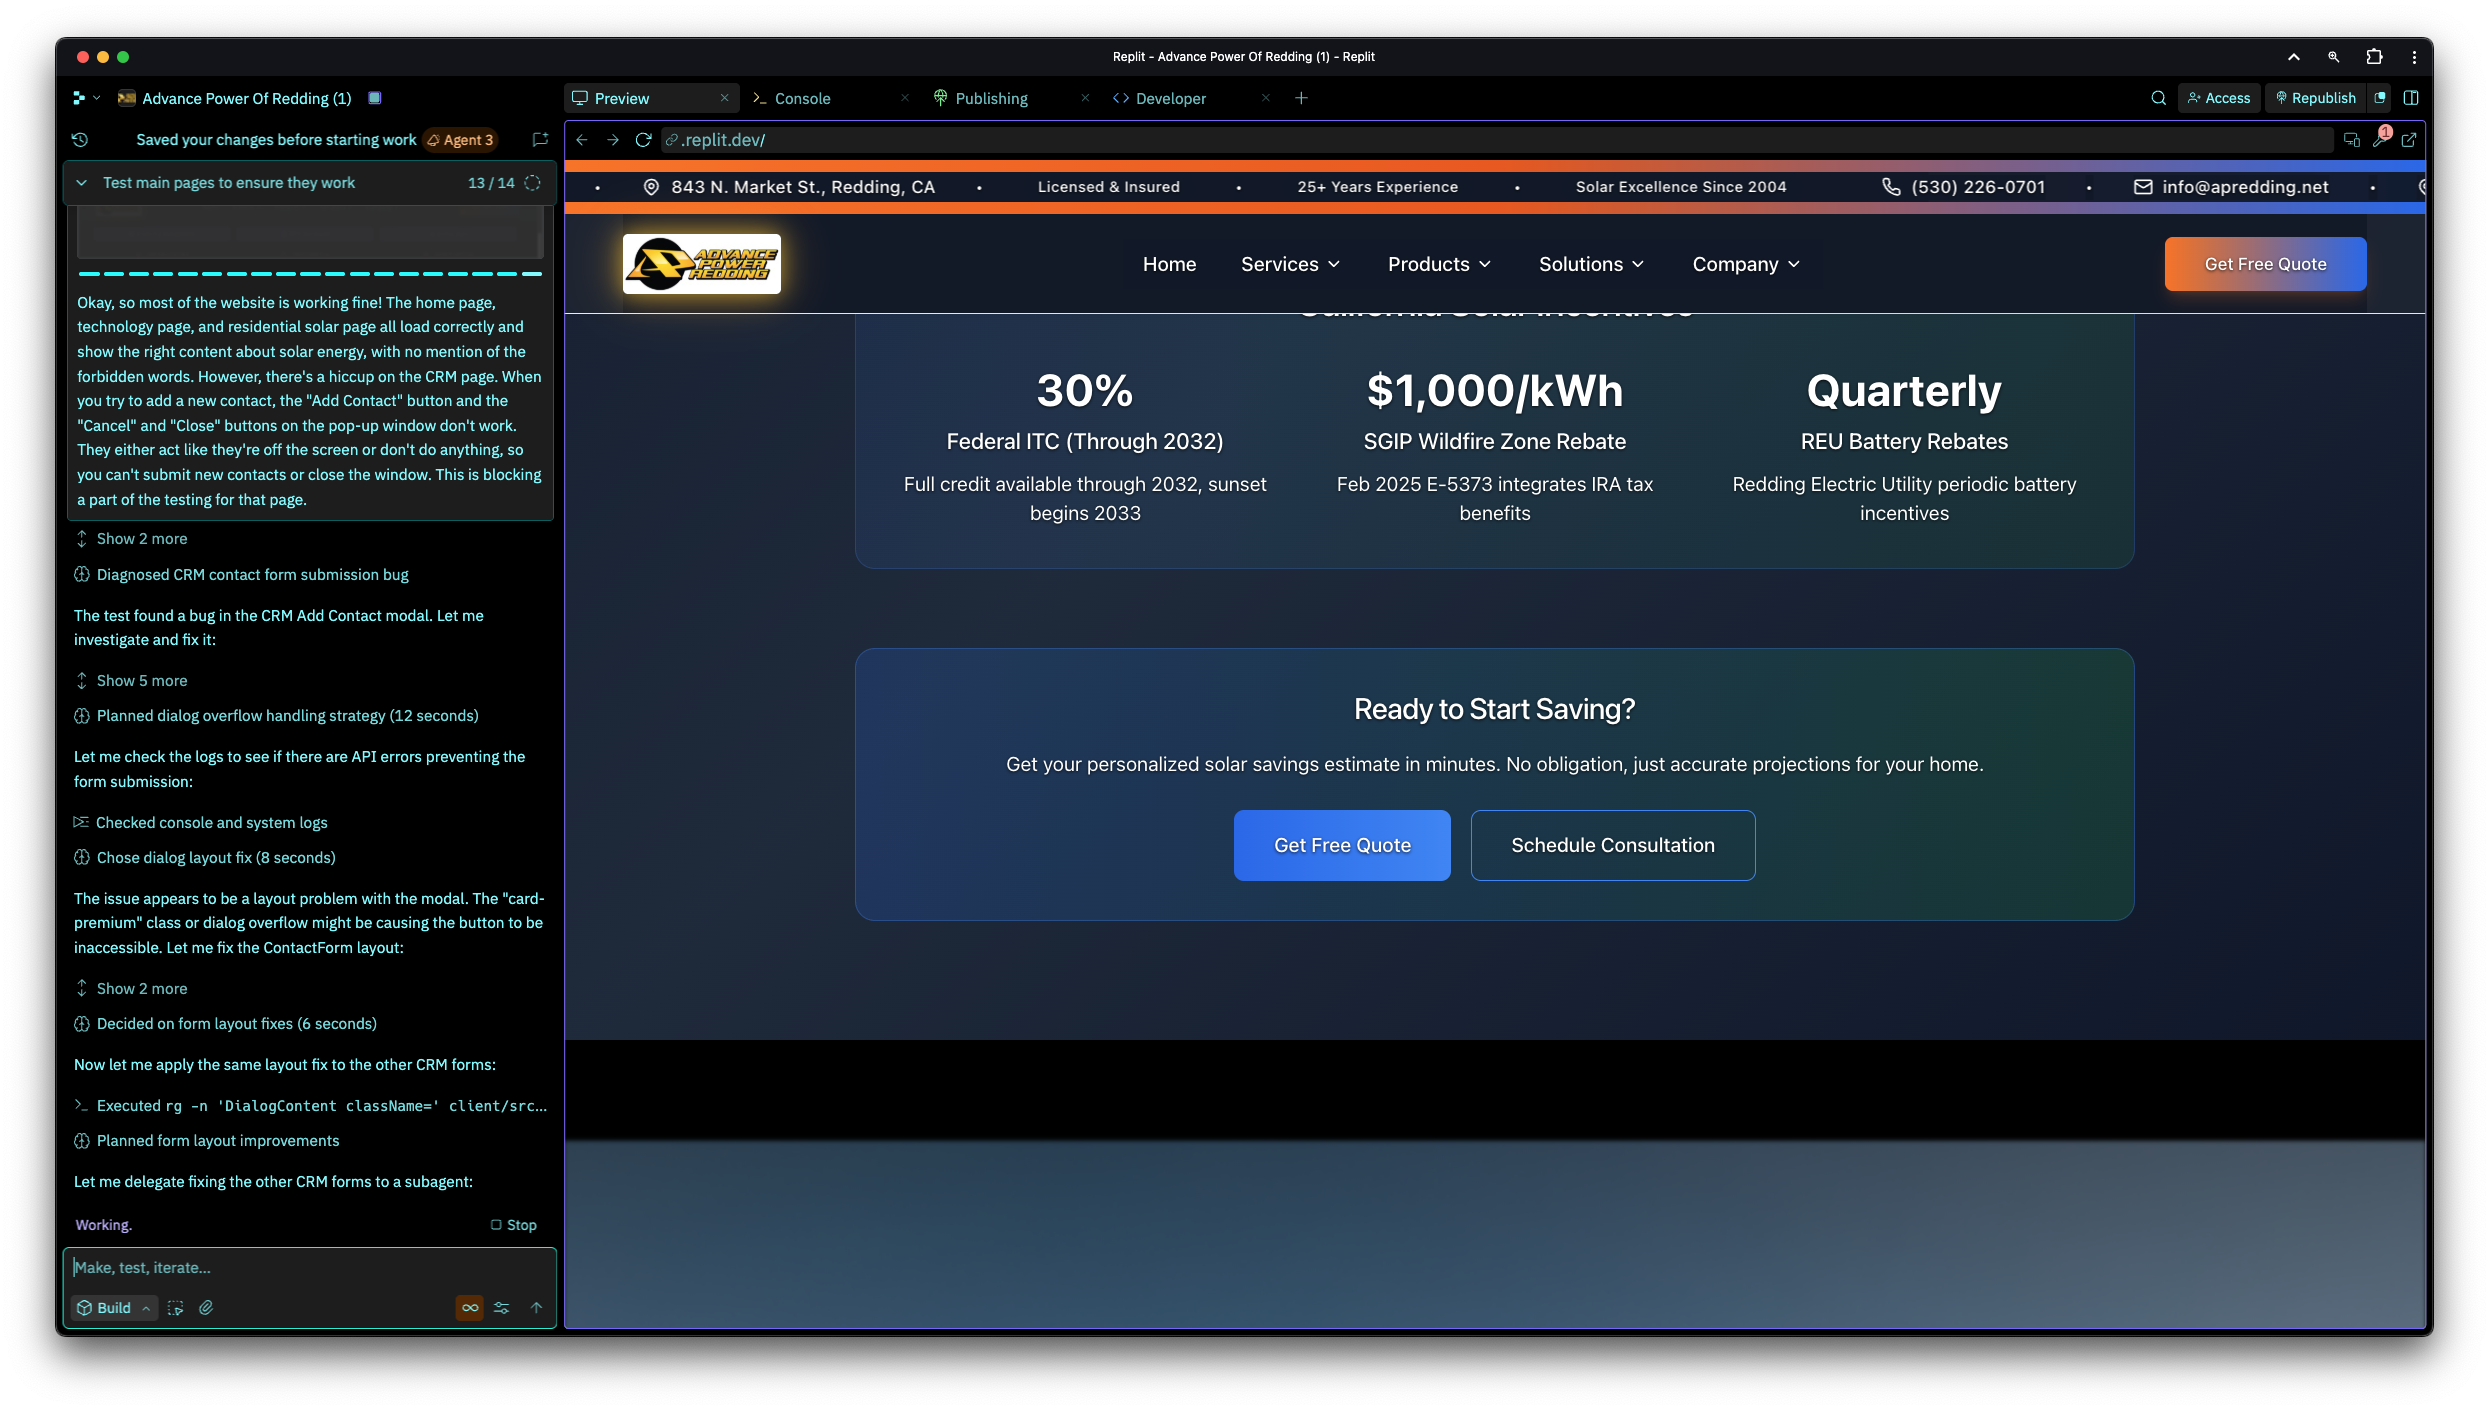 Replit - Advance Power Of Redding (1) - Replit
Advance Power Of Redding (1)
Preview
Console
Publishing
Developer
Access
Republish
Saved your changes before starting work
Agent 3
.replit.dev/
1
Test main pages to ensure they work
13 / 14
Okay, so most of the website is working fine! The home page,
technology page, and residential solar page all load correctly and
show the right content about solar energy, with no mention of the
forbidden words. However, there's a hiccup on the CRM page. When
you try to add a new contact, the "Add Contact" button and the
"Cancel" and "Close" buttons on the pop-up window don't work.
They either act like they're off the screen or don't do anything, so
you can't submit new contacts or close the window. This is blocking
a part of the testing for that page.
Show 2 more
Diagnosed CRM contact form submission bug
The test found a bug in the CRM Add Contact modal. Let me
investigate and fix it:
Show 5 more
Planned dialog overflow handling strategy (12 seconds)
Let me check the logs to see if there are API errors preventing the
form submission:
Checked console and system logs
Chose dialog layout fix (8 seconds)
The issue appears to be a layout problem with the modal. The "card-
premium" class or dialog overflow might be causing the button to be
inaccessible. Let me fix the ContactForm layout:
Show 2 more
Decided on form layout fixes (6 seconds)
Now let me apply the same layout fix to the other CRM forms:
Executed rg -n 'DialogContent className=' client/src...
Planned form layout improvements
Let me delegate fixing the other CRM forms to a subagent:
Working.
Stop
Make, test, iterate...
Build
• 843 N. Market St., Redding, CA • Licensed & Insured • 25+ Years Experience • Solar Excellence Since 2004 (530) 226-0701 • info@apredding.net •
ADVANCE
POWER
REDDING
Home
Services
Products
Solutions
Company
Get Free Quote
California Solar Incentives
30%
Federal ITC (Through 2032)
Full credit available through 2032, sunset
begins 2033
$1,000/kWh
SGIP Wildfire Zone Rebate
Feb 2025 E-5373 integrates IRA tax
benefits
Quarterly
REU Battery Rebates
Redding Electric Utility periodic battery
incentives
Ready to Start Saving?
Get your personalized solar savings estimate in minutes. No obligation, just accurate projections for your home.
Get Free Quote
Schedule Consultation